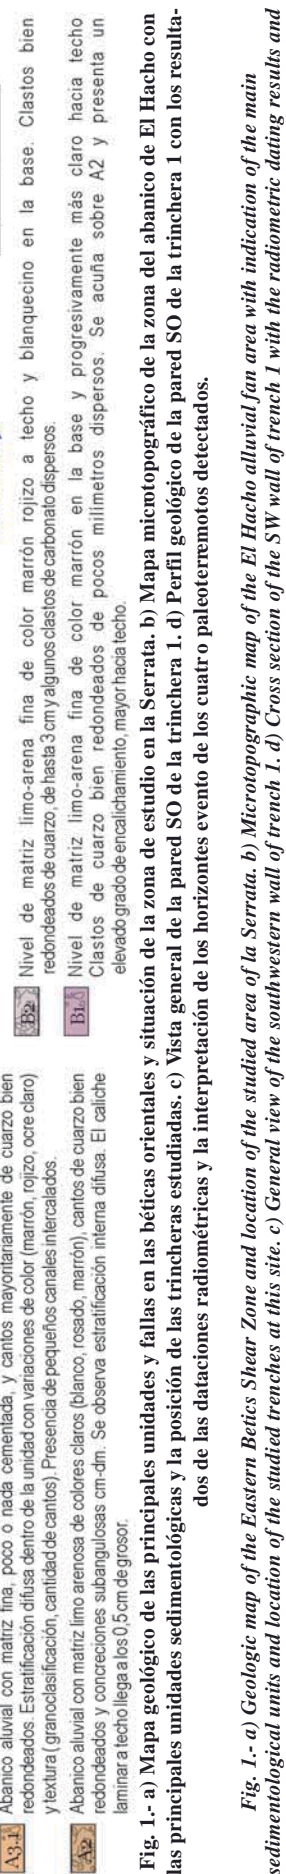 A3.1 Abanico aluvial con matriz fina, poco o nada cementada, y cantos mayoritariamente de cuarzo bien
redondeados. Estratificación difusa dentro de la unidad con variaciones de color (marrón, rojizo, ocre claro)
y textura ( granoclasificación, cantidad de cantos). Presencia de pequeños canales intercalados.
A2 Abanico aluvial con matriz limo arenosa de colores claros (blanco, rosado, marrón), cantos de cuarzo bien
redondeados y concreciones subangulosas cm-dm. Se observa estratificación interna difusa. El caliche
laminar a techo llega a los 0,5 cm de grosor.
B2 Nivel de matriz limo-arena fina de color marrón rojizo a techo y blanquecino en la base. Clastos bien
redondeados de cuarzo, de hasta 3 cm y algunos clastos de carbonato dispersos.
B1. Nivel de matriz limo-arena fina de color marrón en la base y progresivamente más claro hacia techo
Clastos de cuarzo bien redondeados de pocos milímetros dispersos. Se acuña sobre A2 y presenta un
elevado grado de encalichamiento, mayor hacia techo.
Fig. 1.- a) Mapa geológico de las principales unidades y fallas en las béticas orientales y situación de la zona de estudio en la Serrata. b) Mapa microtopográfico de la zona del abanico de El Hacho con
las principales unidades sedimentológicas y la posición de las trincheras estudiadas. c) Vista general de la pared SO de la trinchera 1. d) Perfil geológico de la pared SO de la trinchera 1 con los resulta-
dos de las dataciones radiométricas y la interpretación de los horizontes evento de los cuatro paleoterremotos detectados.
Fig. 1.- a) Geologic map of the Eastern Betics Shear Zone and location of the studied area of la Serrata. b) Microtopographic map of the El Hacho alluvial fan area with indication of the main
sedimentological units and location of the studied trenches at this site. c) General view of the southwestern wall of trench 1. d) Cross section of the SW wall of trench 1 with the radiometric dating results and